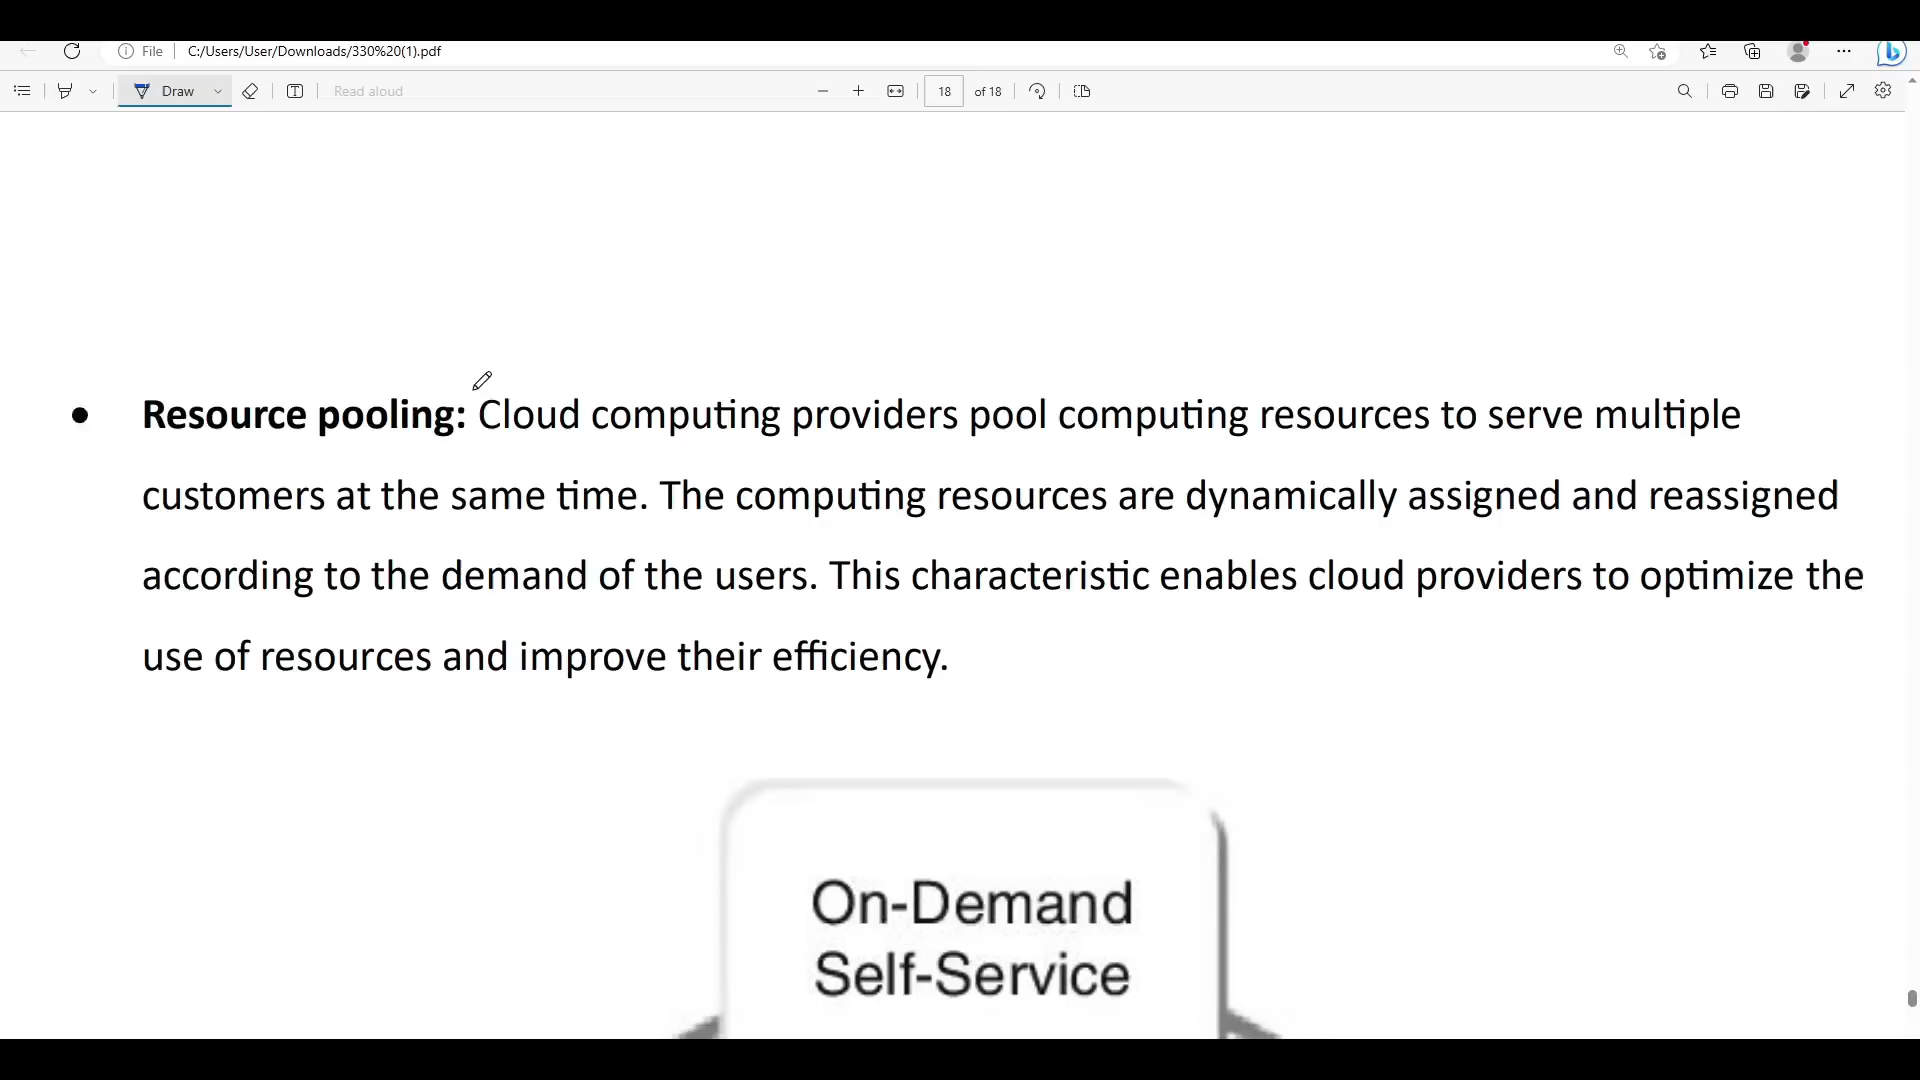 File C:/Users/User/Downloads/330%20(1).pdf
Draw Read aloud 18 of 18
• Resource pooling: Cloud computing providers pool computing resources to serve multiple
customers at the same time. The computing resources are dynamically assigned and reassigned
according to the demand of the users. This characteristic enables cloud providers to optimize the
use of resources and improve their efficiency.
On-Demand
Self-Service